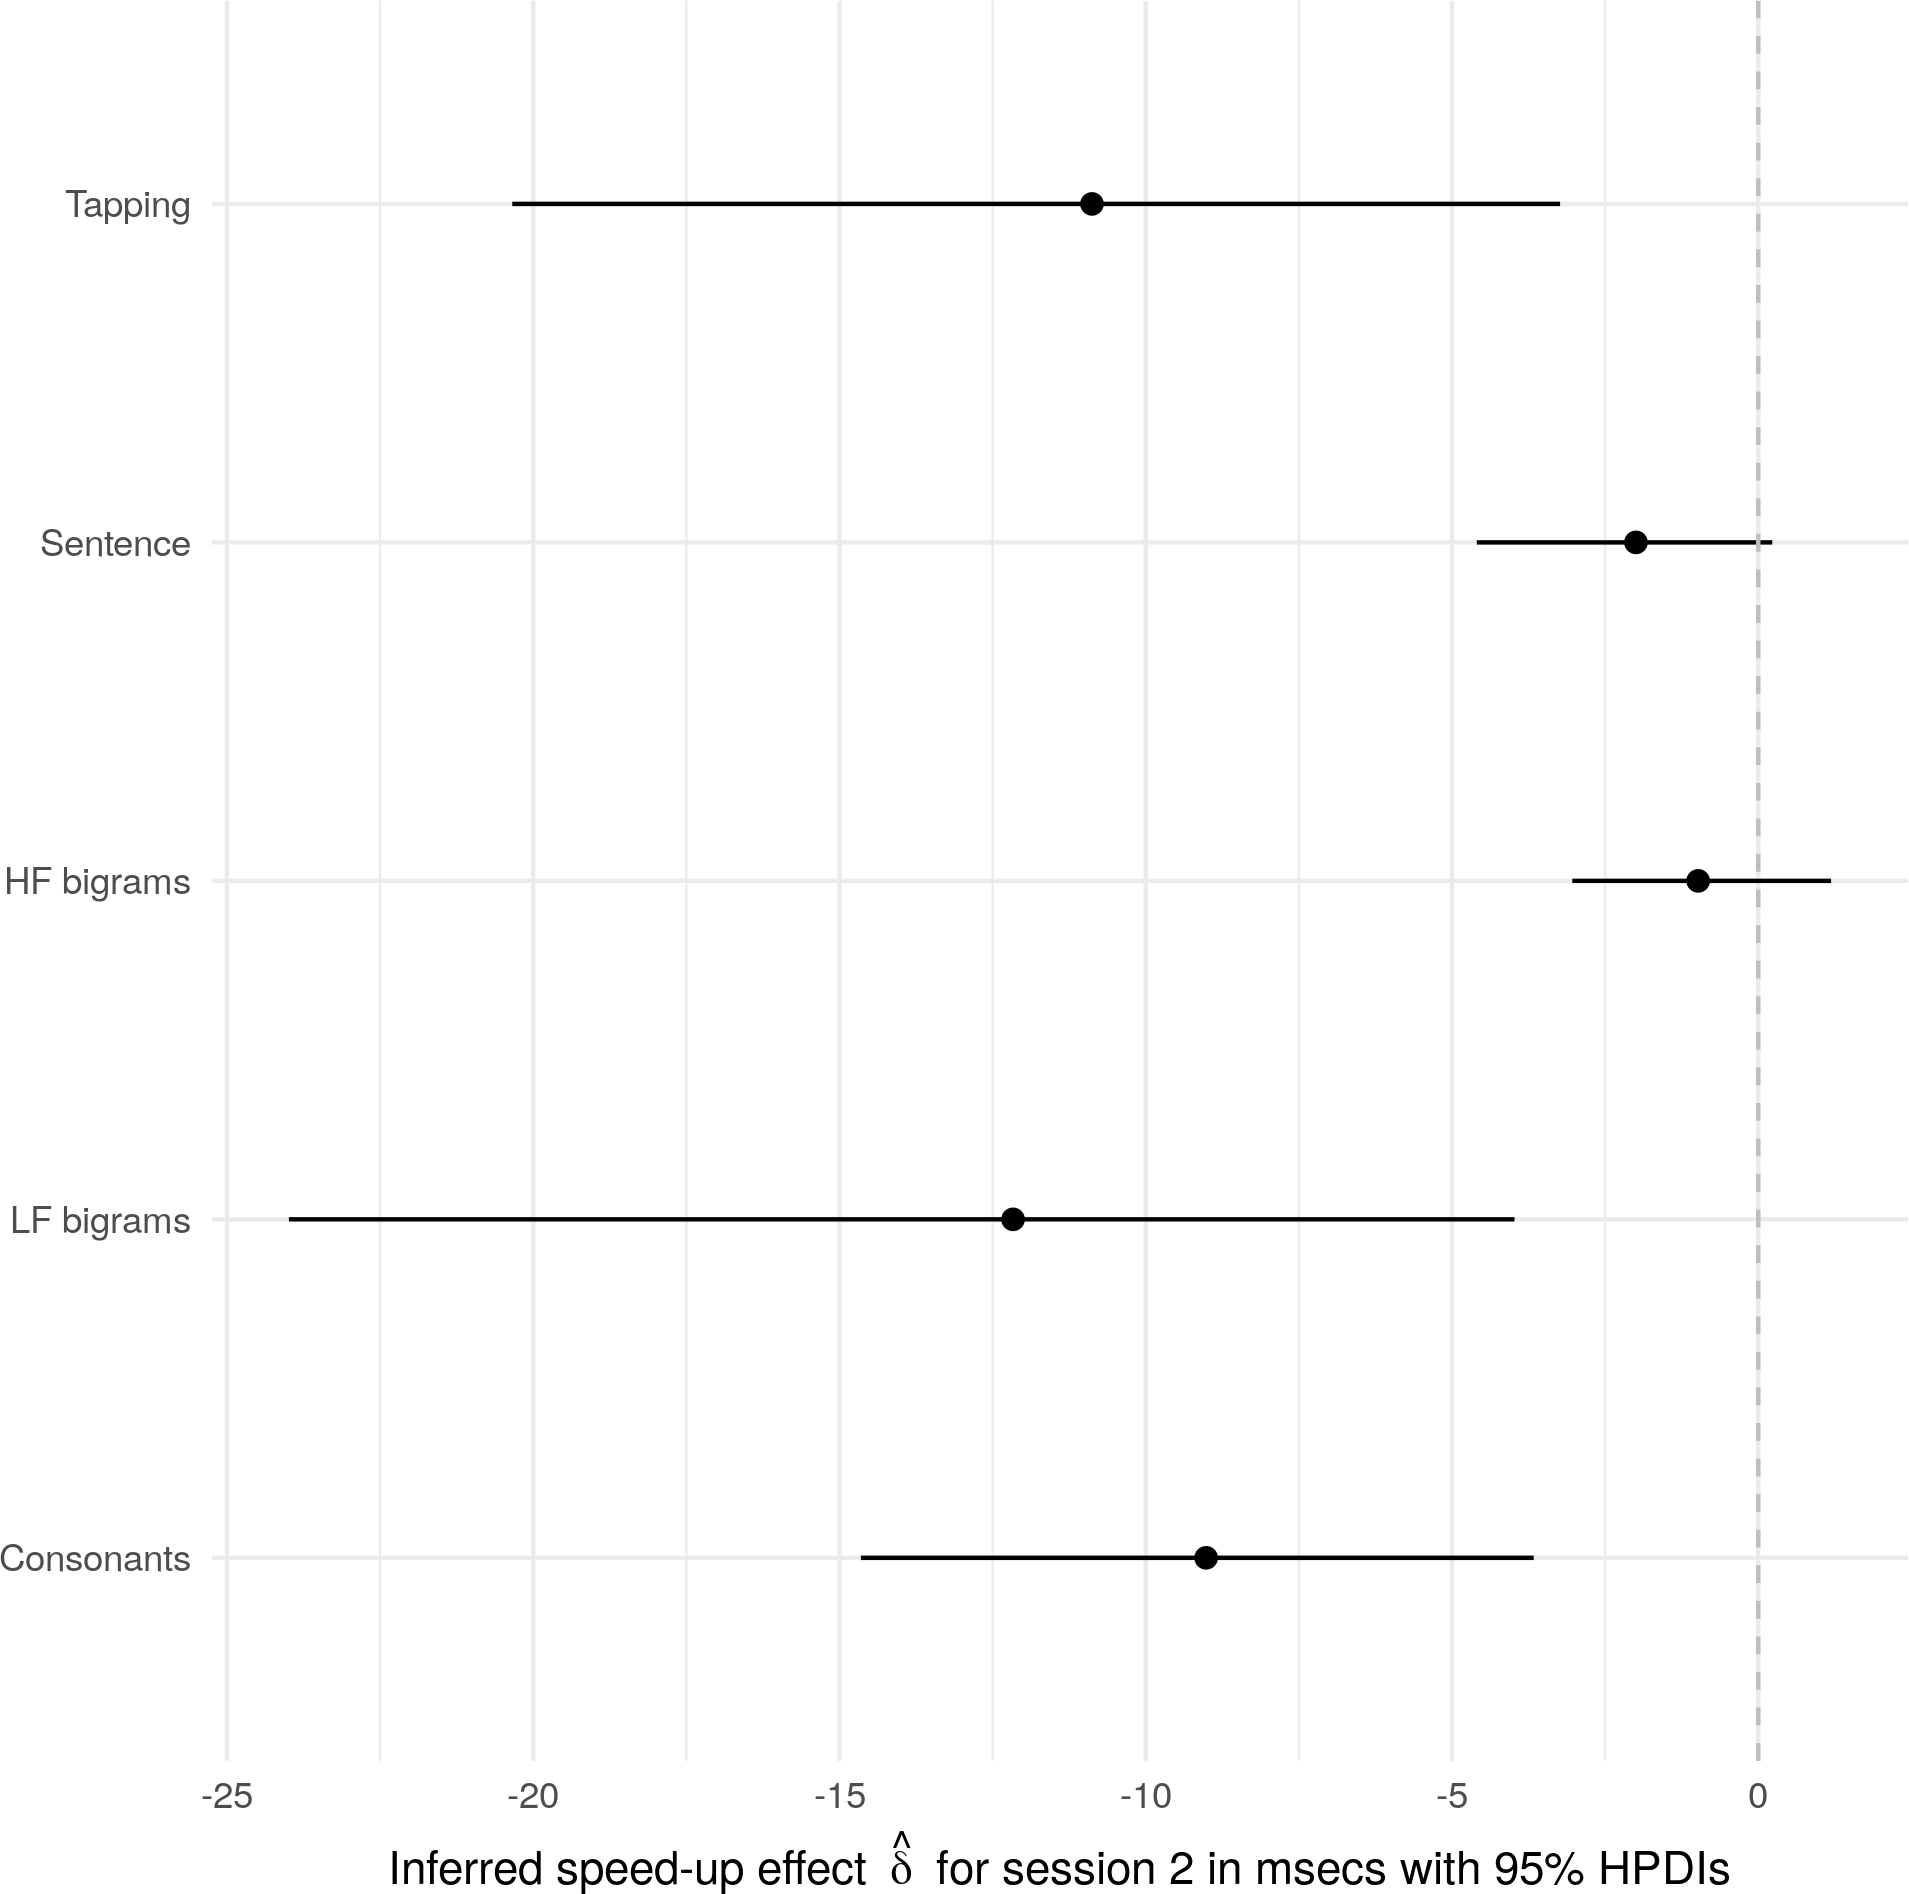 Tapping
Sentence
HF bigrams
LF bigrams
Consonants
-25 -20 -15 -10 -5 0
Inferred speed-up effect δ̂ for session 2 in msecs with 95% HPDIs